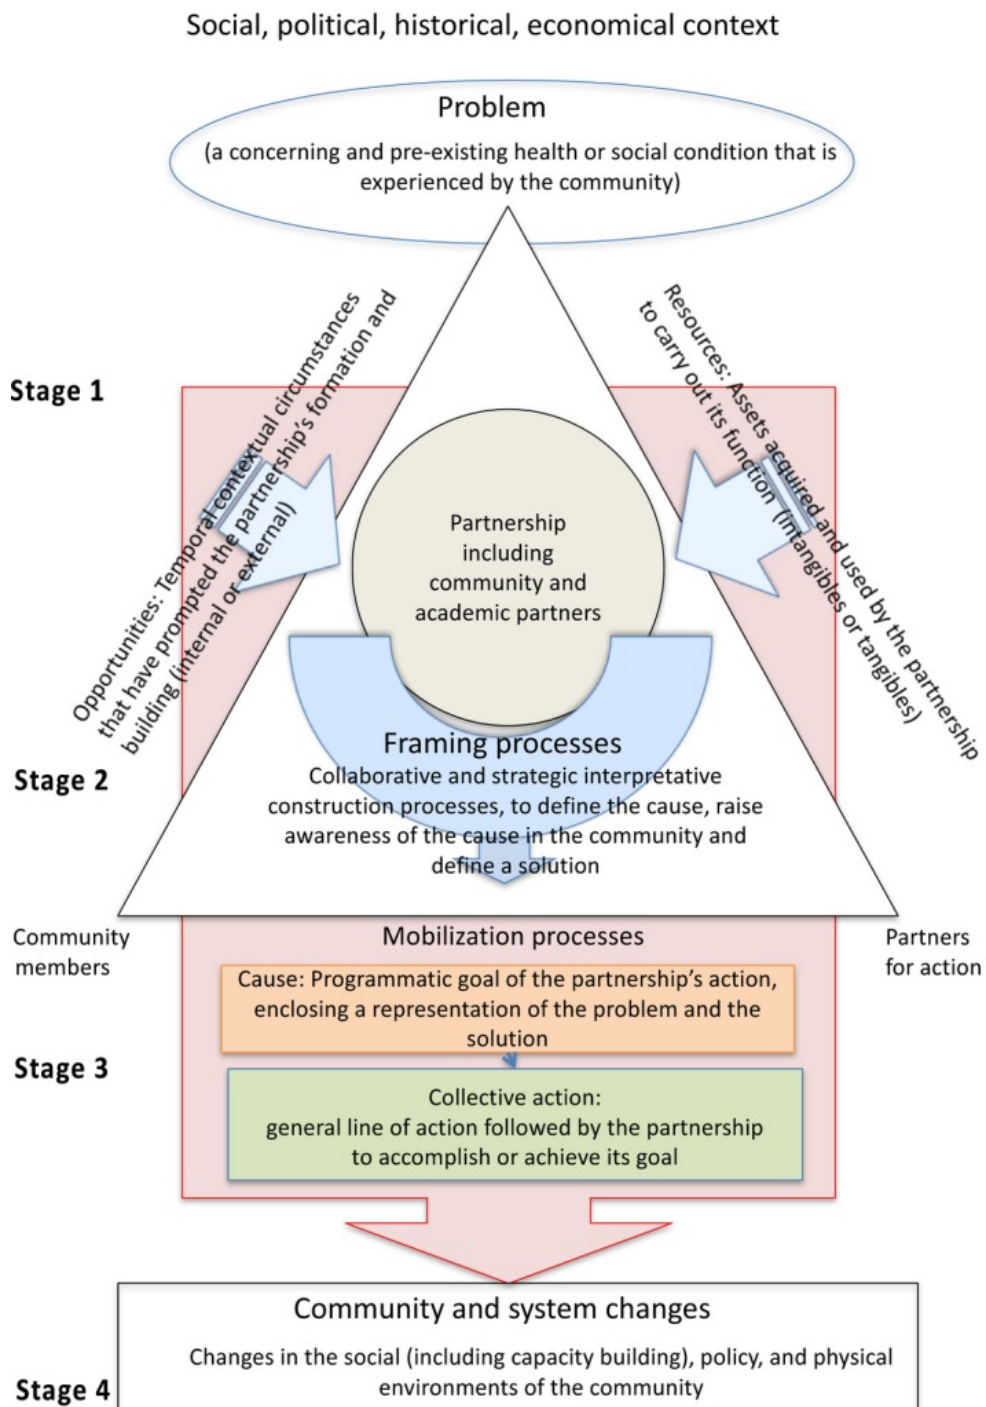 Social, political, historical, economical context
Problem
(a concerning and pre-existing health or social condition that is
experienced by the community)
Stage 1
Opportunities: Temporal contextual circumstances
that have prompted the partnership's formation and
building (internal or external)
Resources: Assets acquired and used by the partnership
to carry out its function (intangibles or tangibles)
Partnership
including
community and
academic partners
Stage 2
Framing processes
Collaborative and strategic interpretative
construction processes, to define the cause, raise
awareness of the cause in the community and
define a solution
Community
members
Partners
for action
Mobilization processes
Cause: Programmatic goal of the partnership's action,
enclosing a representation of the problem and the
solution
Stage 3
Collective action:
general line of action followed by the partnership
to accomplish or achieve its goal
Community and system changes
Changes in the social (including capacity building), policy, and physical
environments of the community
Stage 4